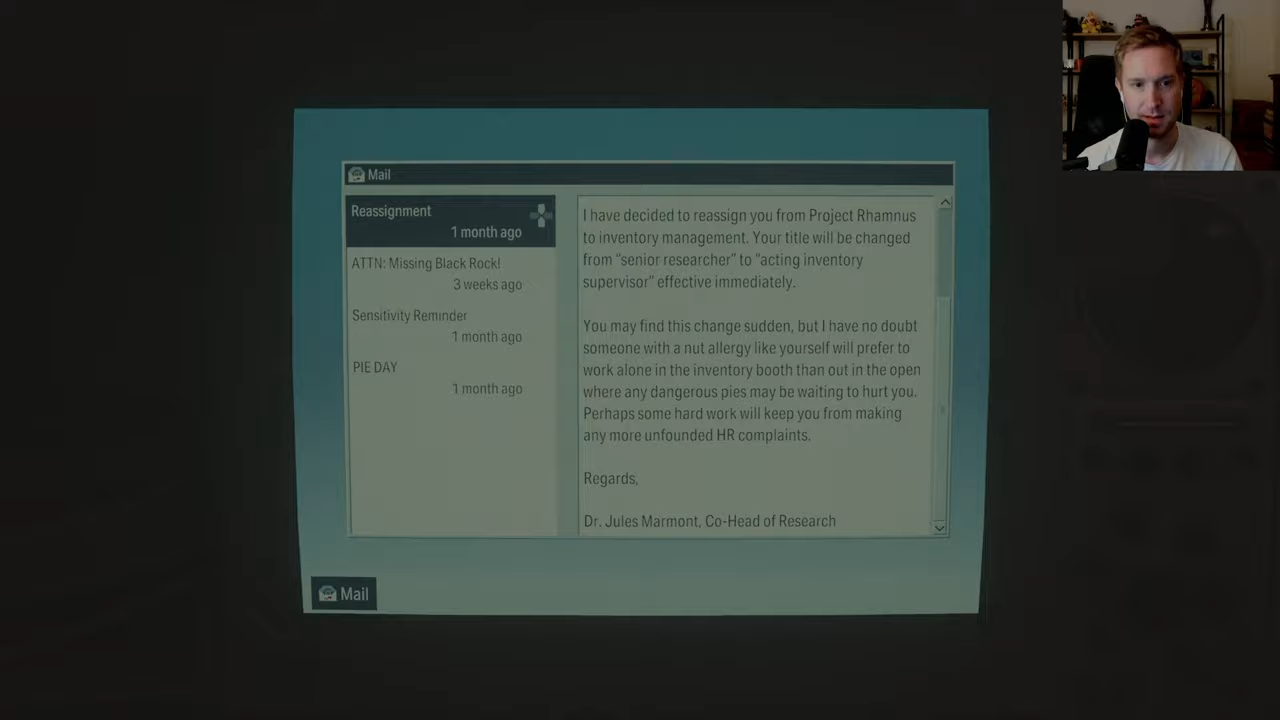 Mail
Reassignment
1 month ago
ATTN: Missing Black Rock!
3 weeks ago
Sensitivity Reminder
1 month ago
PIE DAY
1 month ago
I have decided to reassign you from Project Rhamnus
to inventory management. Your title will be changed
from “senior researcher” to “acting inventory
supervisor” effective immediately.
You may find this change sudden, but I have no doubt
someone with a nut allergy like yourself will prefer to
work alone in the inventory booth than out in the open
where any dangerous pies may be waiting to hurt you.
Perhaps some hard work will keep you from making
any more unfounded HR complaints.
Regards,
Dr. Jules Marmont, Co-Head of Research
Mail